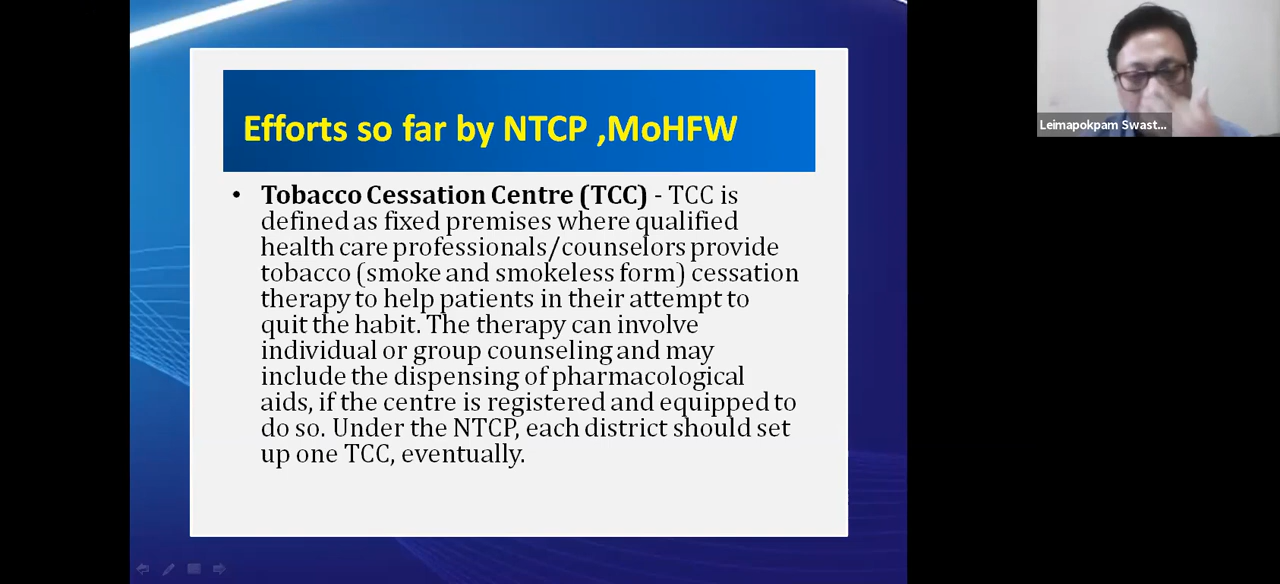 Efforts so far by NTCP ,MoHFW
• Tobacco Cessation Centre (TCC) - TCC is
defined as fixed premises where qualified
health care professionals/counselors provide
tobacco (smoke and smokeless form) cessation
therapy to help patients in their attempt to
quit the habit. The therapy can involve
individual or group counseling and may
include the dispensing of pharmacological
aids, if the centre is registered and equipped to
do so. Under the NTCP, each district should set
up one TCC, eventually.
Leimapokpam Swast...